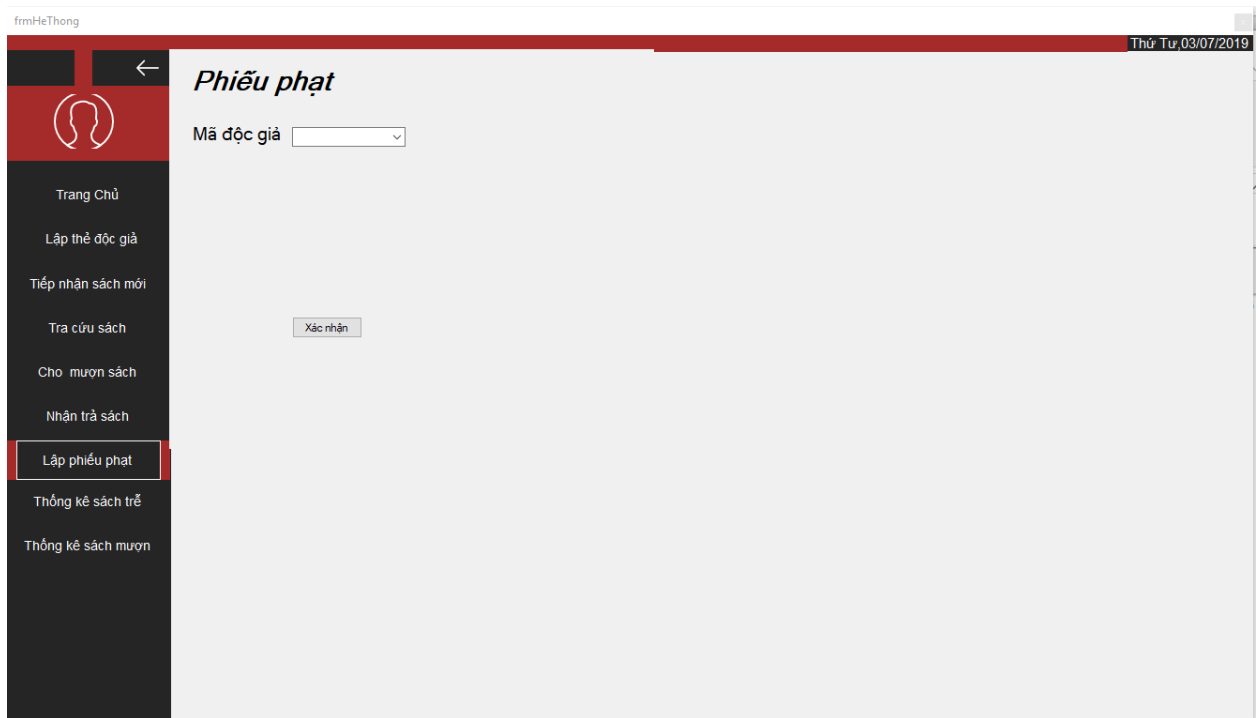 frmHeThong
Thứ Tư,03/07/2019
Phiếu phạt
Mã độc giả
Xác nhận
Trang Chủ
Lập thẻ độc giả
Tiếp nhận sách mới
Tra cứu sách
Cho mượn sách
Nhận trả sách
Lập phiếu phạt
Thống kê sách trễ
Thống kê sách mượn